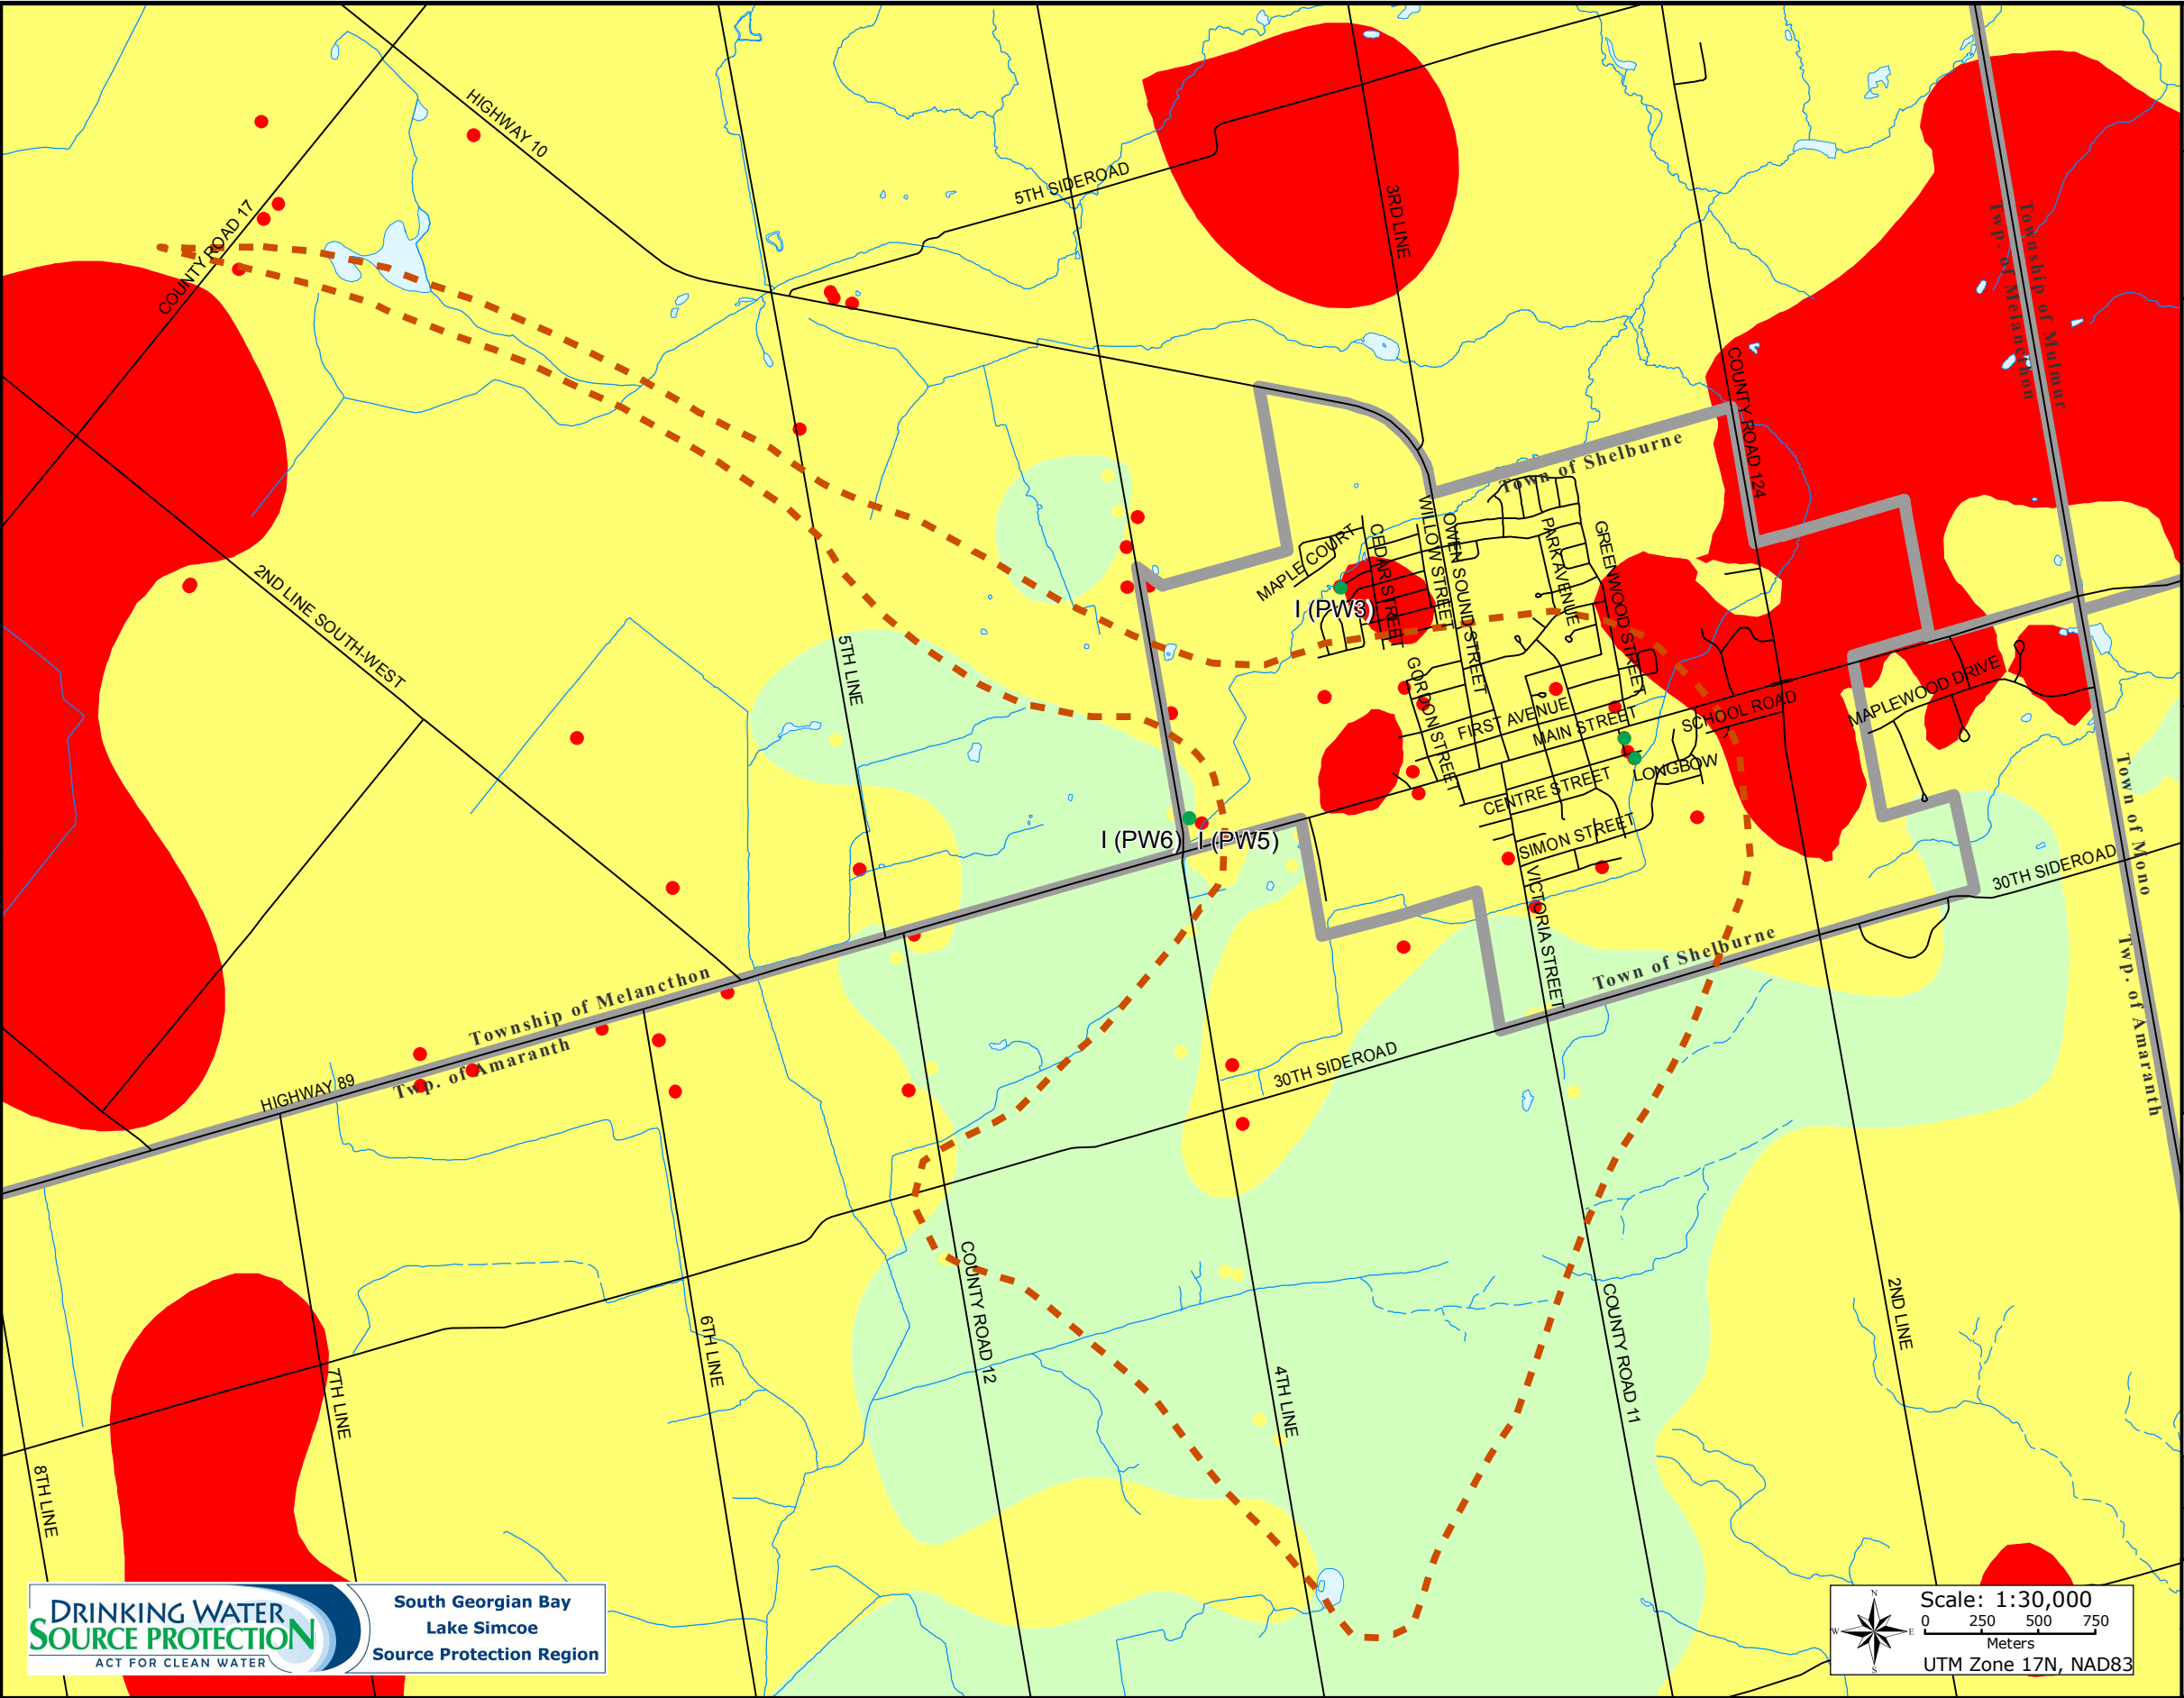 HIGHWAY 10
5TH SIDEROAD
3RD LINE
COUNTY ROAD 17
Township of Mulmur
Twp. of Melancthon
COUNTY ROAD 124
Town of Shelburne
MAPLE COURT
CEDAR STREET
WILLOW STREET
OWEN SOUND STREET
PARK AVENUE
GREENWOOD STREET
I (PW3)
2ND LINE SOUTH-WEST
5TH LINE
GORDON STREET
FIRST AVENUE
MAIN STREET
SCHOOL ROAD
MAPLEWOOD DRIVE
LONGBOW
CENTRE STREET
SIMON STREET
I (PW6)
I (PW5)
VICTORIA STREET
30TH SIDEROAD
Town of Mono
Twp. of Amaranth
Town of Shelburne
Township of Melancthon
Twp. of Amaranth
HIGHWAY 89
30TH SIDEROAD
COUNTY ROAD 12
COUNTY ROAD 11
2ND LINE
4TH LINE
6TH LINE
7TH LINE
8TH LINE
DRINKING WATER
SOURCE PROTECTION
ACT FOR CLEAN WATER
South Georgian Bay
Lake Simcoe
Source Protection Region
N
W
E
S
Scale: 1:30,000
0 250 500 750
Meters
UTM Zone 17N, NAD83